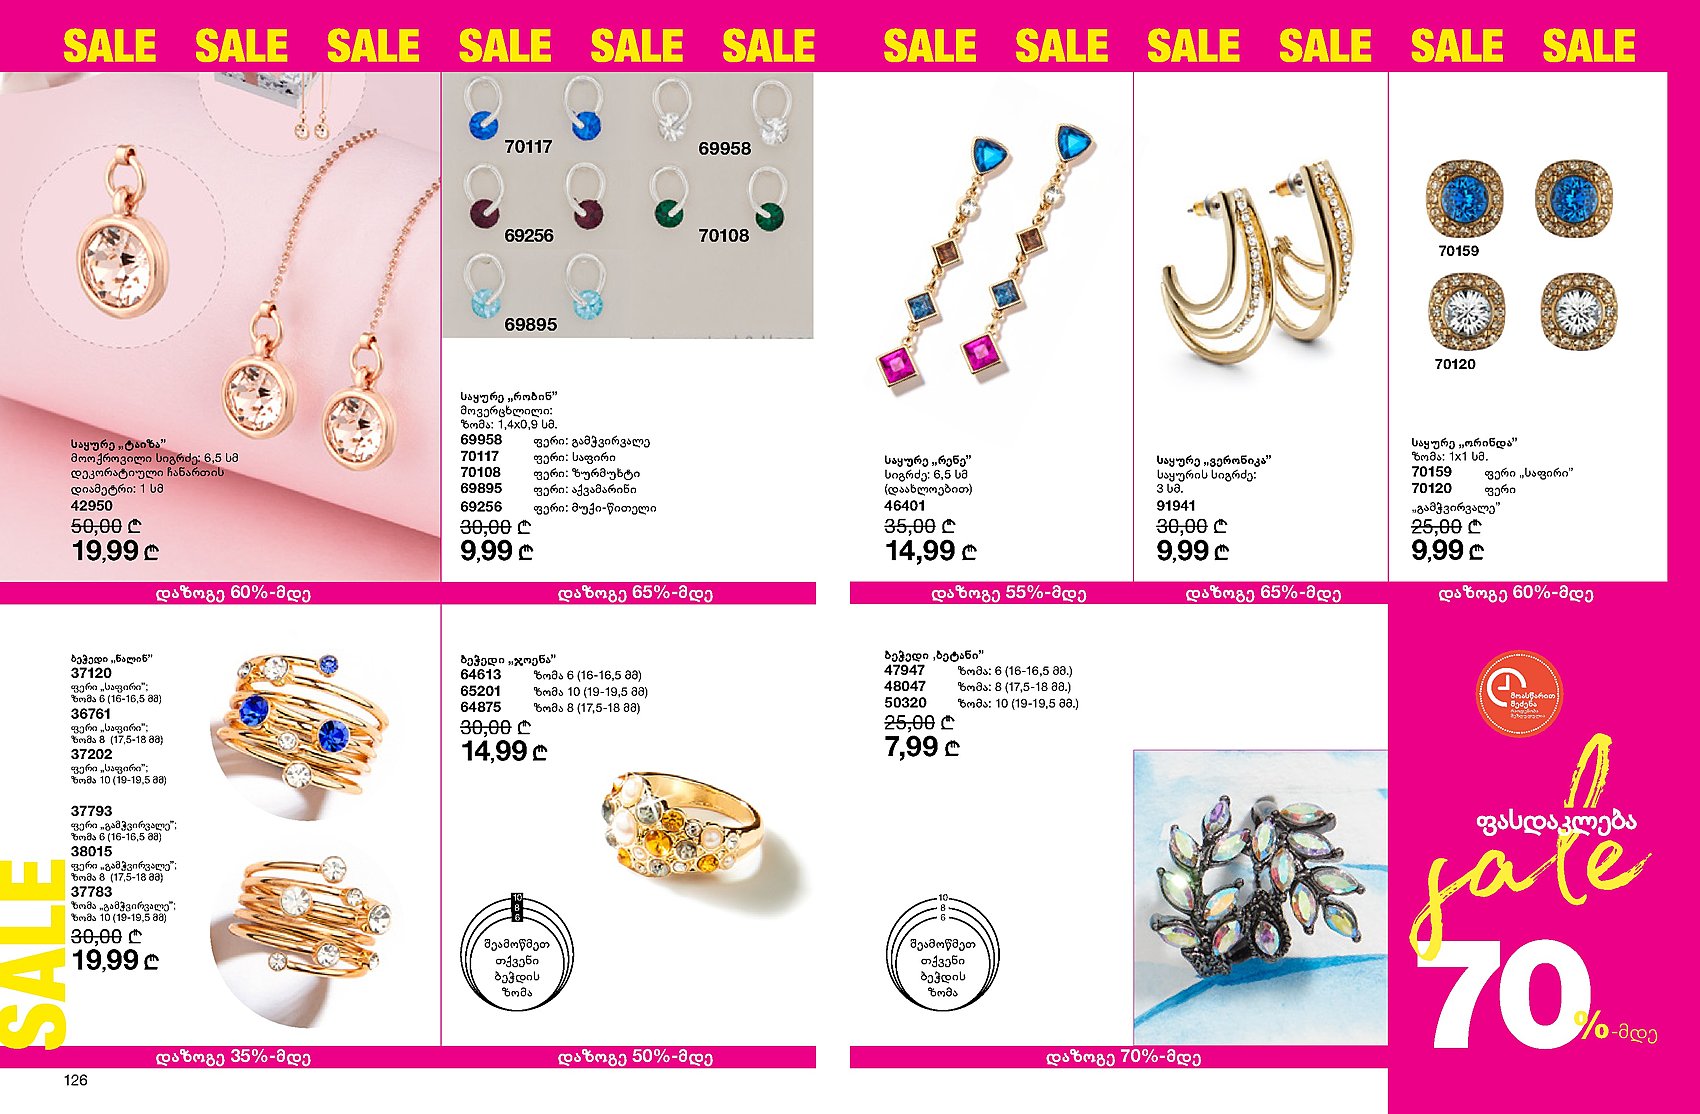 SALE SALE SALE SALE SALE SALE SALE SALE SALE SALE SALE SALE
საყურე „ტაიზა”
მოოქროვილი სიგრძე: 6,5 სმ
დეკორატიული ჩანართის
დიამეტრი: 1 სმ
42950
50,00 ₾
19,99 ₾
დაზოგე 60%-მდე
70117
69958
69256
70108
69895
საყურე „რობინ”
მოვერცხლილი:
ზომა: 1,4x0,9 სმ.
69958 ფერი: გამჭვირვალე
70117 ფერი: საფირი
70108 ფერი: ზურმუხტი
69895 ფერი: აქვამარინი
69256 ფერი: მუქი-წითელი
30,00 ₾
9,99 ₾
დაზოგე 65%-მდე
საყურე „რენე”
სიგრძე: 6,5 სმ
(დაახლოებით)
46401
35,00 ₾
14,99 ₾
დაზოგე 55%-მდე
საყურე „ვერონიკა”
საყურის სიგრძე:
3 სმ.
91941
30,00 ₾
9,99 ₾
დაზოგე 65%-მდე
70159
70120
საყურე „ორინდა”
ზომა: 1x1 სმ.
70159 ფერი „საფირი”
70120 ფერი
„გამჭვირვალე”
25,00 ₾
9,99 ₾
დაზოგე 60%-მდე
ბეჭედი „ნალინ”
37120
ფერი „საფირი”;
ზომა 6 (16-16,5 მმ)
36761
ფერი „საფირი”;
ზომა 8 (17,5-18 მმ)
37202
ფერი „საფირი”;
ზომა 10 (19-19,5 მმ)
37793
ფერი „გამჭვირვალე”;
ზომა 6 (16-16,5 მმ)
38015
ფერი „გამჭვირვალე”;
ზომა 8 (17,5-18 მმ)
37783
ზომა „გამჭვირვალე”;
ზომა 10 (19-19,5 მმ)
30,00 ₾
19,99 ₾
SALE
დაზოგე 35%-მდე
126
ბეჭედი „ჯოენა”
64613 ზომა 6 (16-16,5 მმ)
65201 ზომა 10 (19-19,5 მმ)
64875 ზომა 8 (17,5-18 მმ)
30,00 ₾
14,99 ₾
10
8
6
შეამოწმეთ
თქვენი
ბეჭდის
ზომა
დაზოგე 50%-მდე
ბეჭედი „ბეტანი”
47947 ზომა: 6 (16-16,5 მმ.)
48047 ზომა: 8 (17,5-18 მმ.)
50320 ზომა: 10 (19-19,5 მმ.)
25,00 ₾
7,99 ₾
10
8
6
შეამოწმეთ
თქვენი
ბეჭდის
ზომა
დაზოგე 70%-მდე
მოასწარით
შეძენა
რაოდენობა
შეზღუდულია
ფასდაკლება
sale
70%-მდე